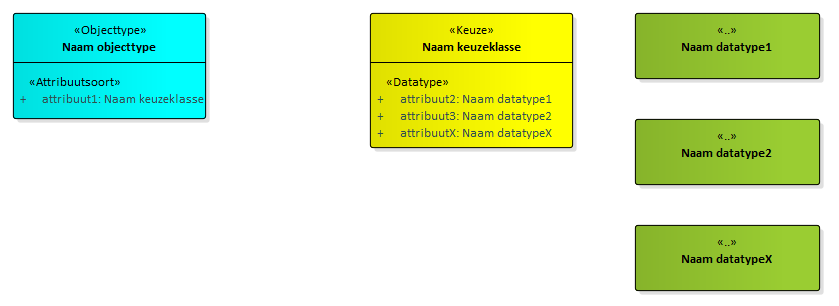 «Objecttype»
Naam objecttype
«Attribuutsoort»
+ attribuut1: Naam keuzeklasse
«Keuze»
Naam keuzeklasse
«Datatype»
+ attribuut2: Naam datatype1
+ attribuut3: Naam datatype2
+ attribuutX: Naam datatypeX
«..»
Naam datatype1
«..»
Naam datatype2
«..»
Naam datatypeX